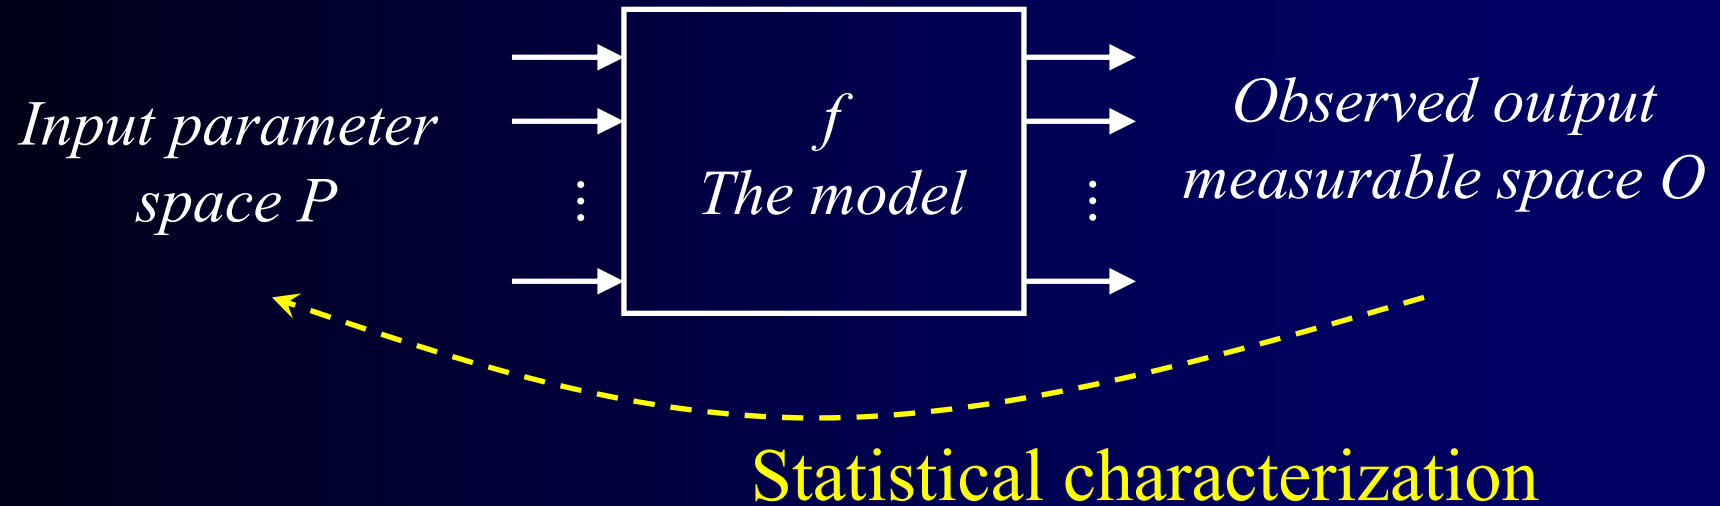 Input parameter
space P
f
The model
Observed output
measurable space O
Statistical characterization